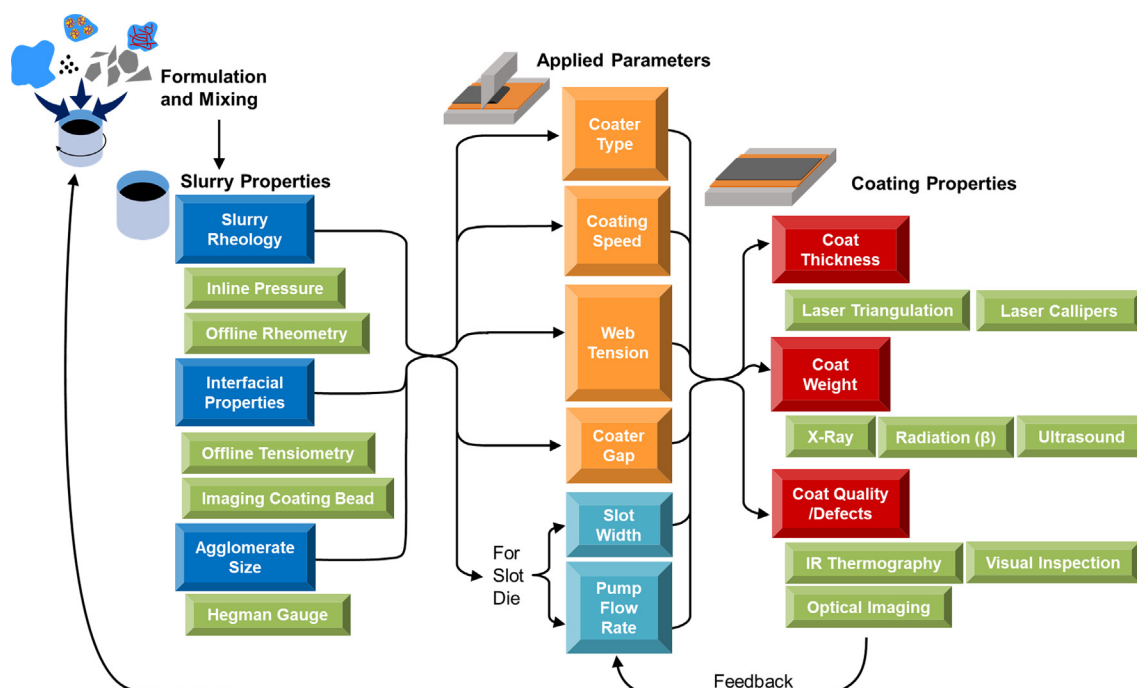 Formulation
and Mixing
Slurry Properties
Slurry
Rheology
Inline Pressure
Offline Rheometry
Interfacial
Properties
Offline Tensiometry
Imaging Coating Bead
Agglomerate
Size
Hegman Gauge
Applied Parameters
Coater
Type
Coating
Speed
Web
Tension
Coater
Gap
For
Slot
Die
Slot
Width
Pump
Flow
Rate
Coating Properties
Coat
Thickness
Laser Triangulation
Laser Callipers
Coat
Weight
X-Ray
Radiation (β)
Ultrasound
Coat Quality
/Defects
IR Thermography
Visual Inspection
Optical Imaging
Feedback